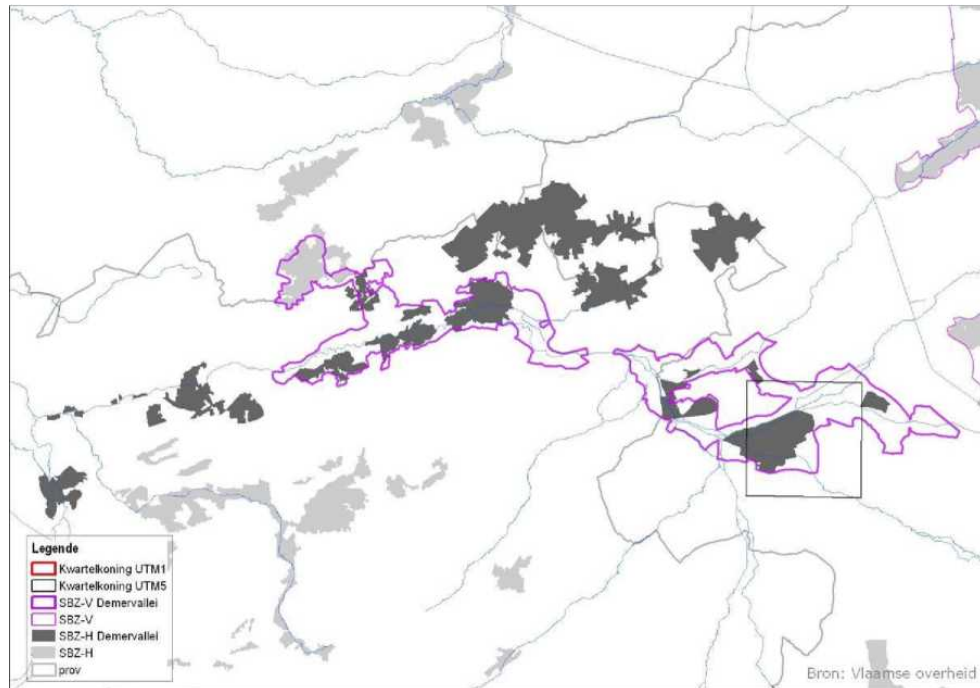 Legende
Kwartelkoning UTM1
Kwartelkoning UTM5
SBZ-V Demervallei
SBZ-V
SBZ-H Demervallei
SBZ-H
prov
Bron: Vlaamse overheid